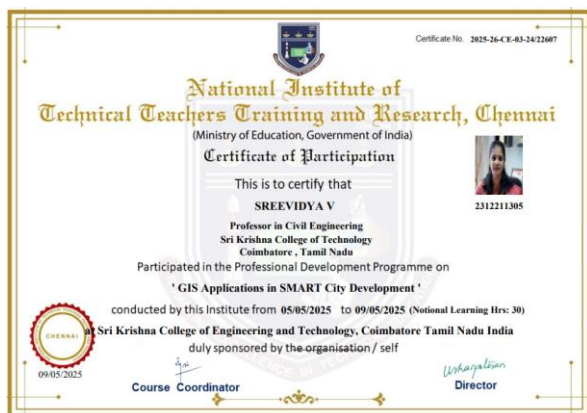 Certificate No. 2025-26-CE-03-24/22607
National Institute of
Technical Teachers Training and Research, Chennai
(Ministry of Education, Government of India)
Certificate of Participation
This is to certify that
SREEVIDYA V
2312211305
Professor in Civil Engineering
Sri Krishna College of Technology
Coimbatore , Tamil Nadu
Participated in the Professional Development Programme on
' GIS Applications in SMART City Development '
conducted by this Institute from 05/05/2025 to 09/05/2025 (Notional Learning Hrs: 30)
at Sri Krishna College of Engineering and Technology, Coimbatore Tamil Nadu India
duly sponsored by the organisation / self
CHENNAI
09/05/2025
Course Coordinator
Director